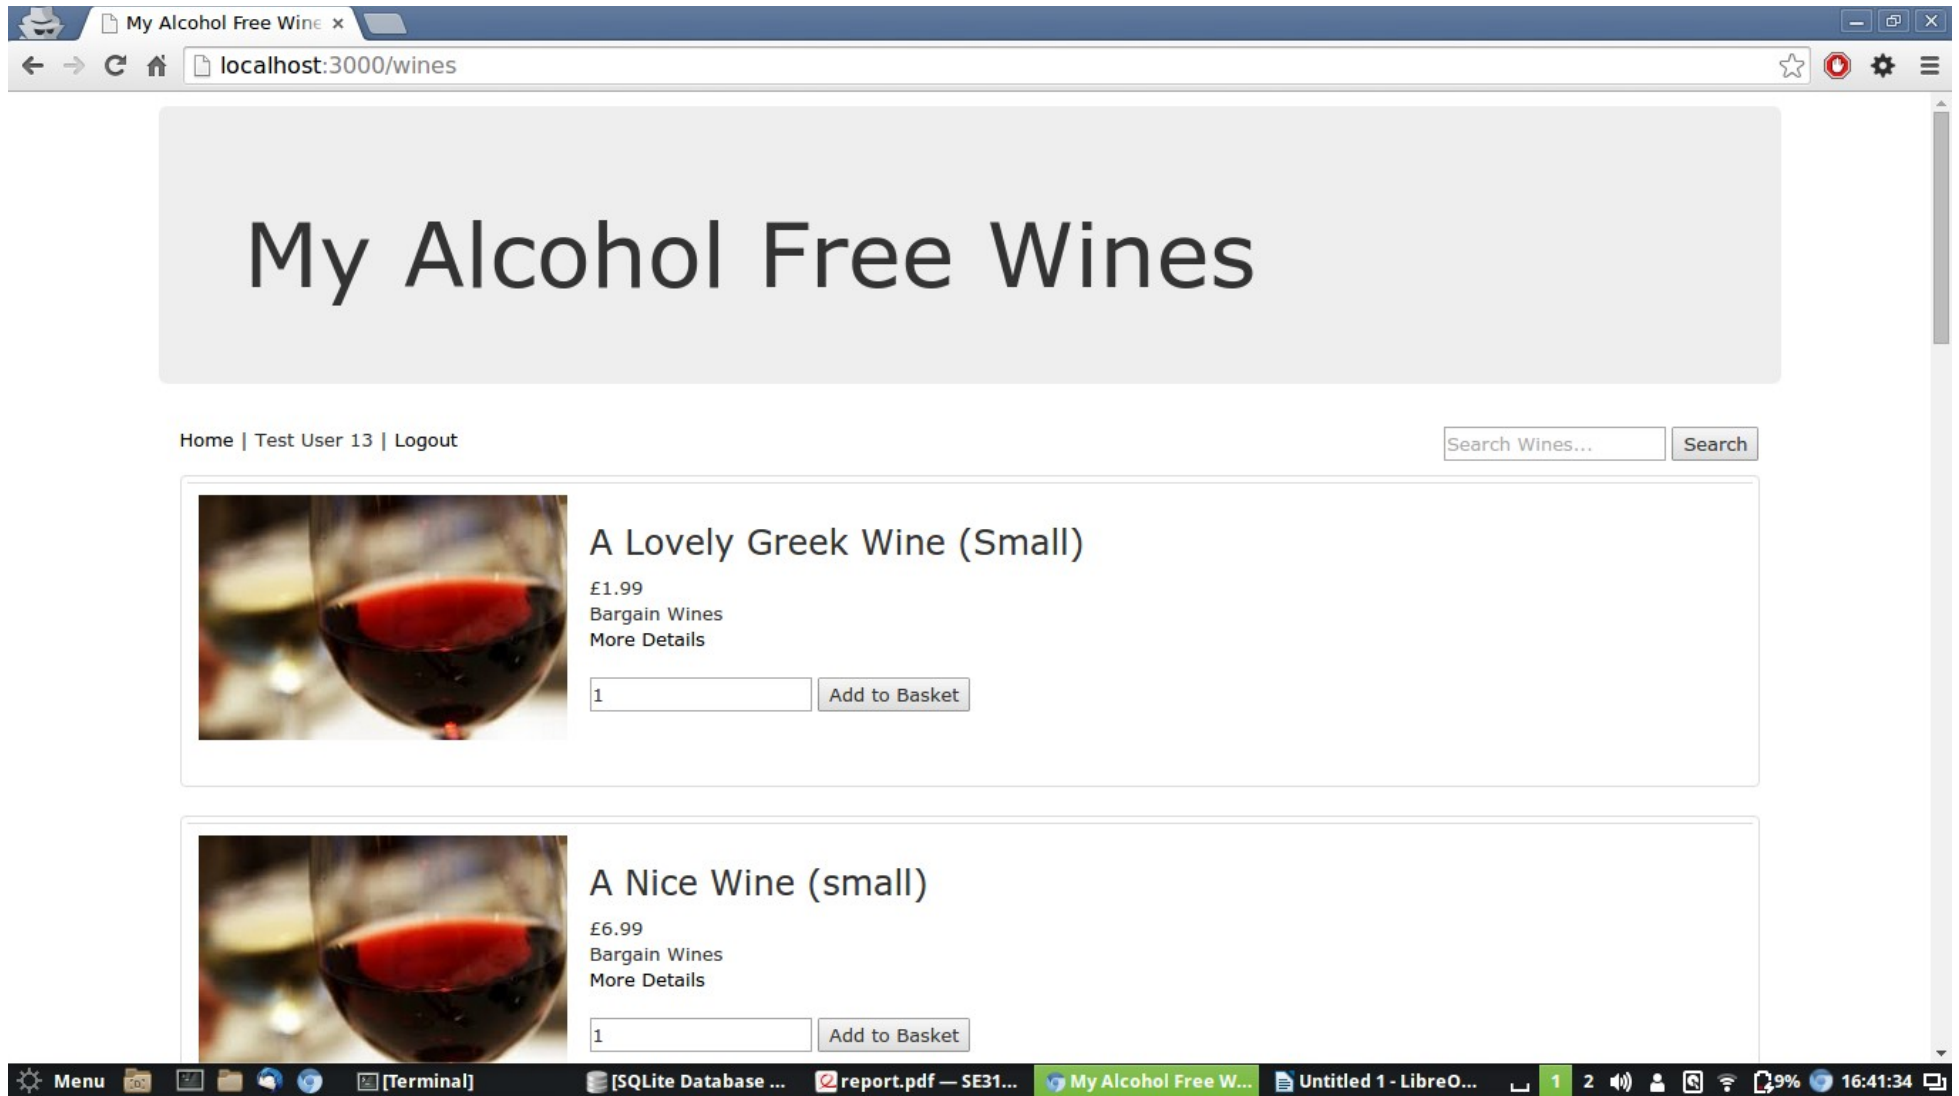 My Alcohol Free Wine
localhost:3000/wines
My Alcohol Free Wines
Home | Test User 13 | Logout
Search Wines... Search
A Lovely Greek Wine (Small)
£1.99
Bargain Wines
More Details
1 Add to Basket
A Nice Wine (small)
£6.99
Bargain Wines
More Details
1 Add to Basket
Menu [Terminal] [SQLite Database ... report.pdf — SE31... My Alcohol Free W... Untitled 1 - LibreO... 1 2 9% 16:41:34